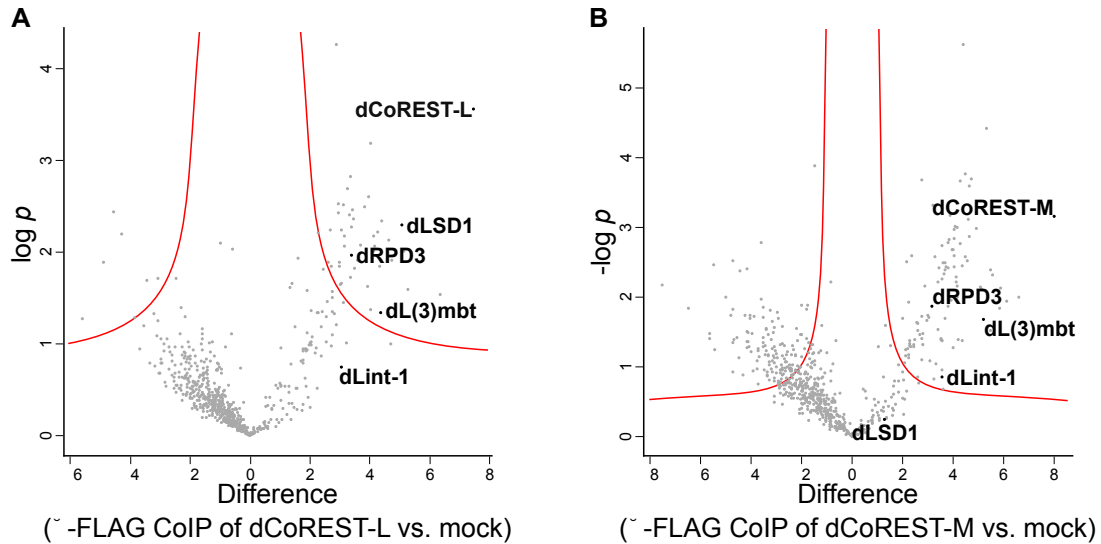 A
log p
4
3
2
1
0
dCoREST-L
dLSD1
dRPD3
dL(3)mbt
dLint-1
6 4 2 0 2 4 6 8
Difference
(˘ -FLAG CoIP of dCoREST-L vs. mock)
B
-log p
5
4
3
2
1
0
dCoREST-M
dRPD3
dL(3)mbt
dLint-1
dLSD1
8 6 4 2 0 2 4 6 8
Difference
(˘ -FLAG CoIP of dCoREST-M vs. mock)